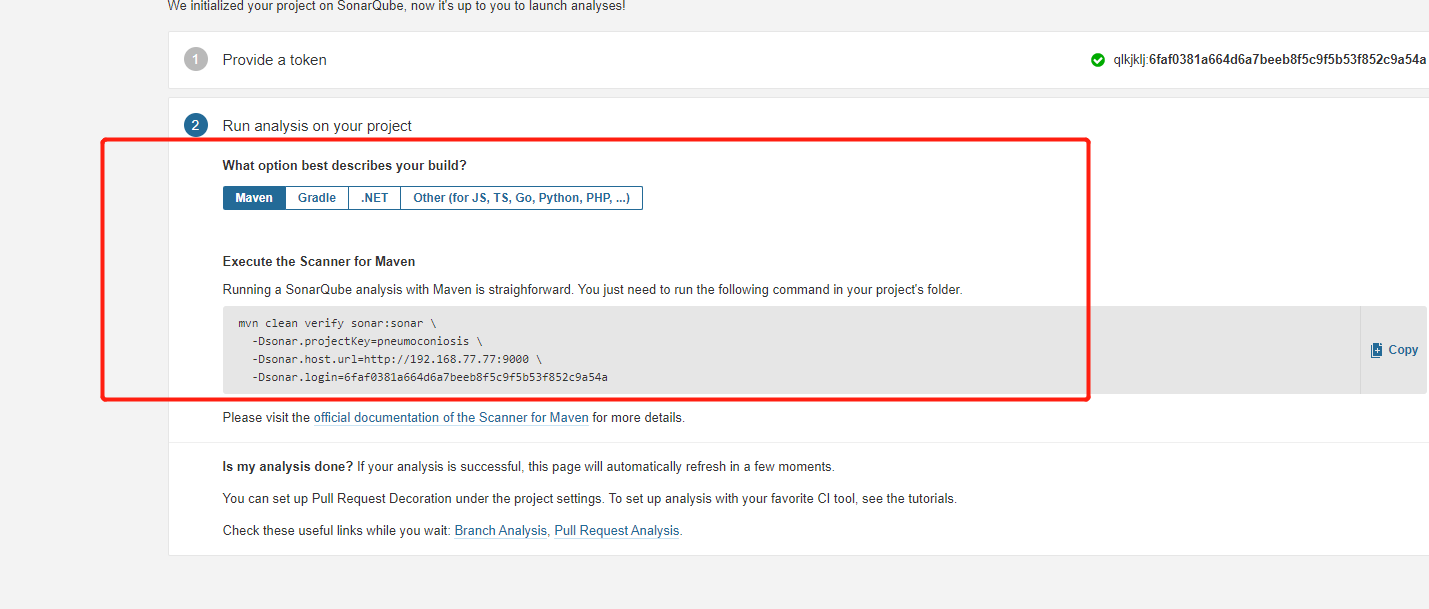 We initialized your project on SonarQube, now it's up to you to launch analyses!
1 Provide a token qlkjklj:6faf0381a664d6a7beeb8f5c9f5b53f852c9a54a
2 Run analysis on your project
What option best describes your build?
Maven Gradle .NET Other (for JS, TS, Go, Python, PHP, ...)
Execute the Scanner for Maven
Running a SonarQube analysis with Maven is straighforward. You just need to run the following command in your project's folder.
mvn clean verify sonar:sonar \
-Dsonar.projectKey=pneumoconiosis \
-Dsonar.host.url=http://192.168.77.77:9000 \
-Dsonar.login=6faf0381a664d6a7beeb8f5c9f5b53f852c9a54a
Copy
Please visit the official documentation of the Scanner for Maven for more details.
Is my analysis done? If your analysis is successful, this page will automatically refresh in a few moments.
You can set up Pull Request Decoration under the project settings. To set up analysis with your favorite CI tool, see the tutorials.
Check these useful links while you wait: Branch Analysis, Pull Request Analysis.